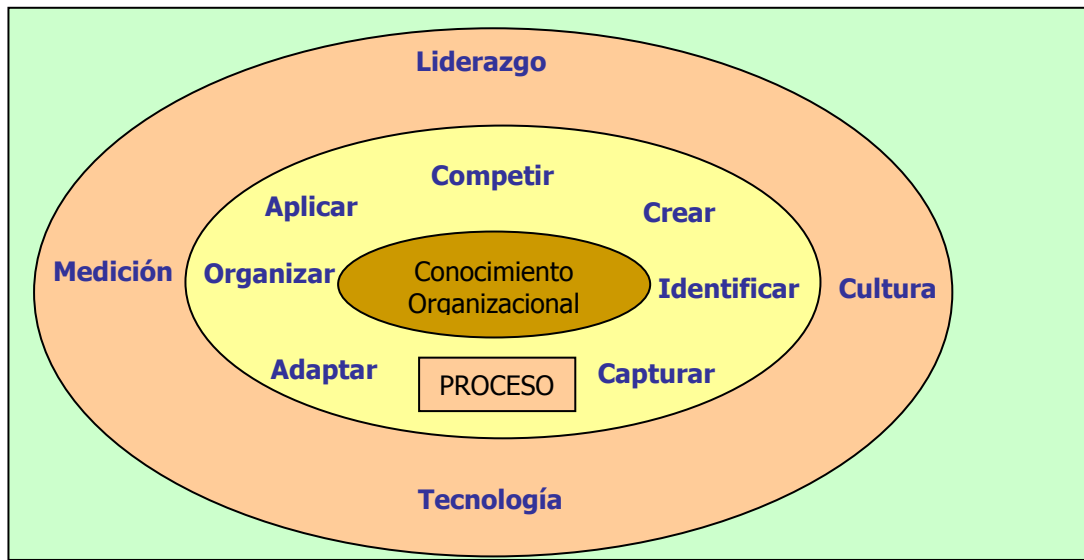 Liderazgo
Competir
Aplicar
Crear
Medición
Organizar
Conocimiento
Organizacional
Identificar
Cultura
Adaptar
PROCESO
Capturar
Tecnología